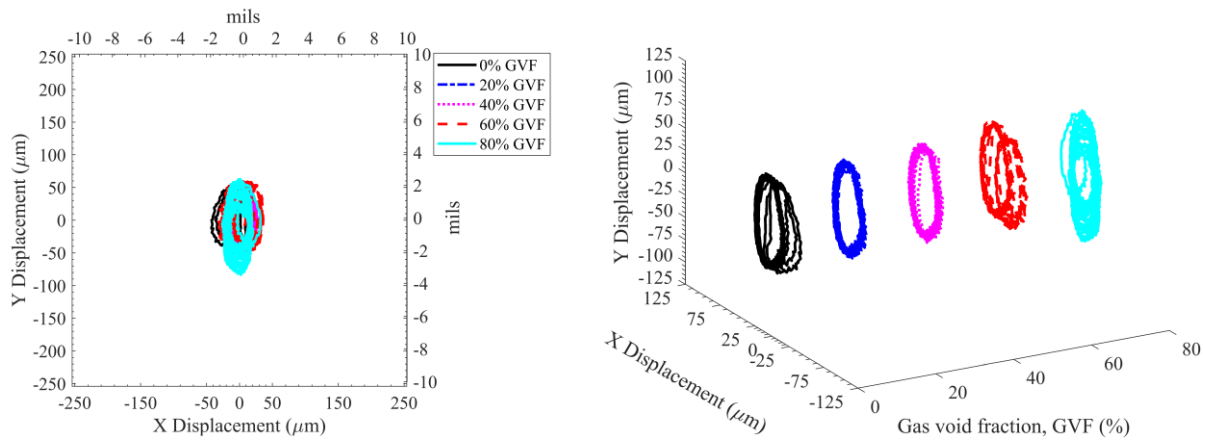 mils
-10 -8 -6 -4 -2 0 2 4 6 8 10
250
200
150
100
50
0
-50
-100
-150
-200
-250
Y Displacement (μm)
10
8
6
4
2
0
-2
-4
-6
-8
-10
mils
-250 -150 -50 0 50 150 250
X Displacement (μm)
0% GVF
20% GVF
40% GVF
60% GVF
80% GVF
125
100
75
50
25
0
-25
-50
-75
-100
-125
Y Displacement (μm)
125
75
25
0
-25
-75
-125
X Displacement (μm)
0 20 40 60 80
Gas void fraction, GVF (%)